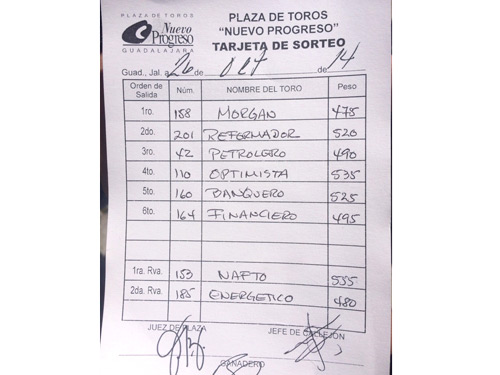 PLAZA DE TOROS
Nuevo
Progreso
GUADALAJARA
PLAZA DE TOROS
"NUEVO PROGRESO"
TARJETA DE SORTEO
Guad., Jal. a 26 de OCT de 14
Orden de Salida Núm. NOMBRE DEL TORO Peso
1ro. 158 MORGAN 475
2do. 201 REFORMADOR 520
3ro. 42 PETROLERO 490
4to. 110 OPTIMISTA 535
5to. 160 BANQUERO 525
6to. 164 FINANCIERO 495
1ra. Rva. 153 NAFTO 555
2da. Rva. 185 ENERGETICO 480
JUEZ DE PLAZA JEFE DE CALLEJÓN
GANADERO